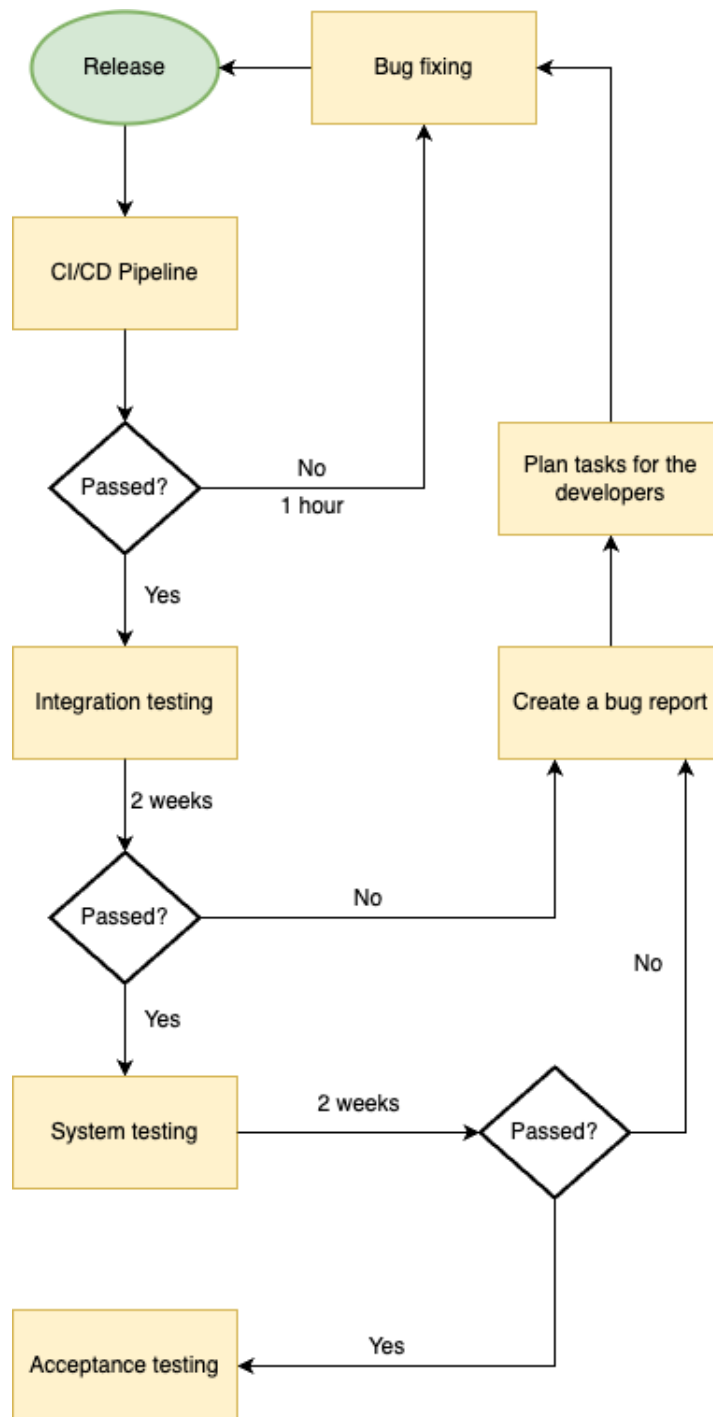 Release
Bug fixing
CI/CD Pipeline
Passed?
No
1 hour
Plan tasks for the
developers
Yes
Integration testing
Create a bug report
2 weeks
Passed?
No
No
Yes
2 weeks
System testing
Passed?
Yes
Acceptance testing